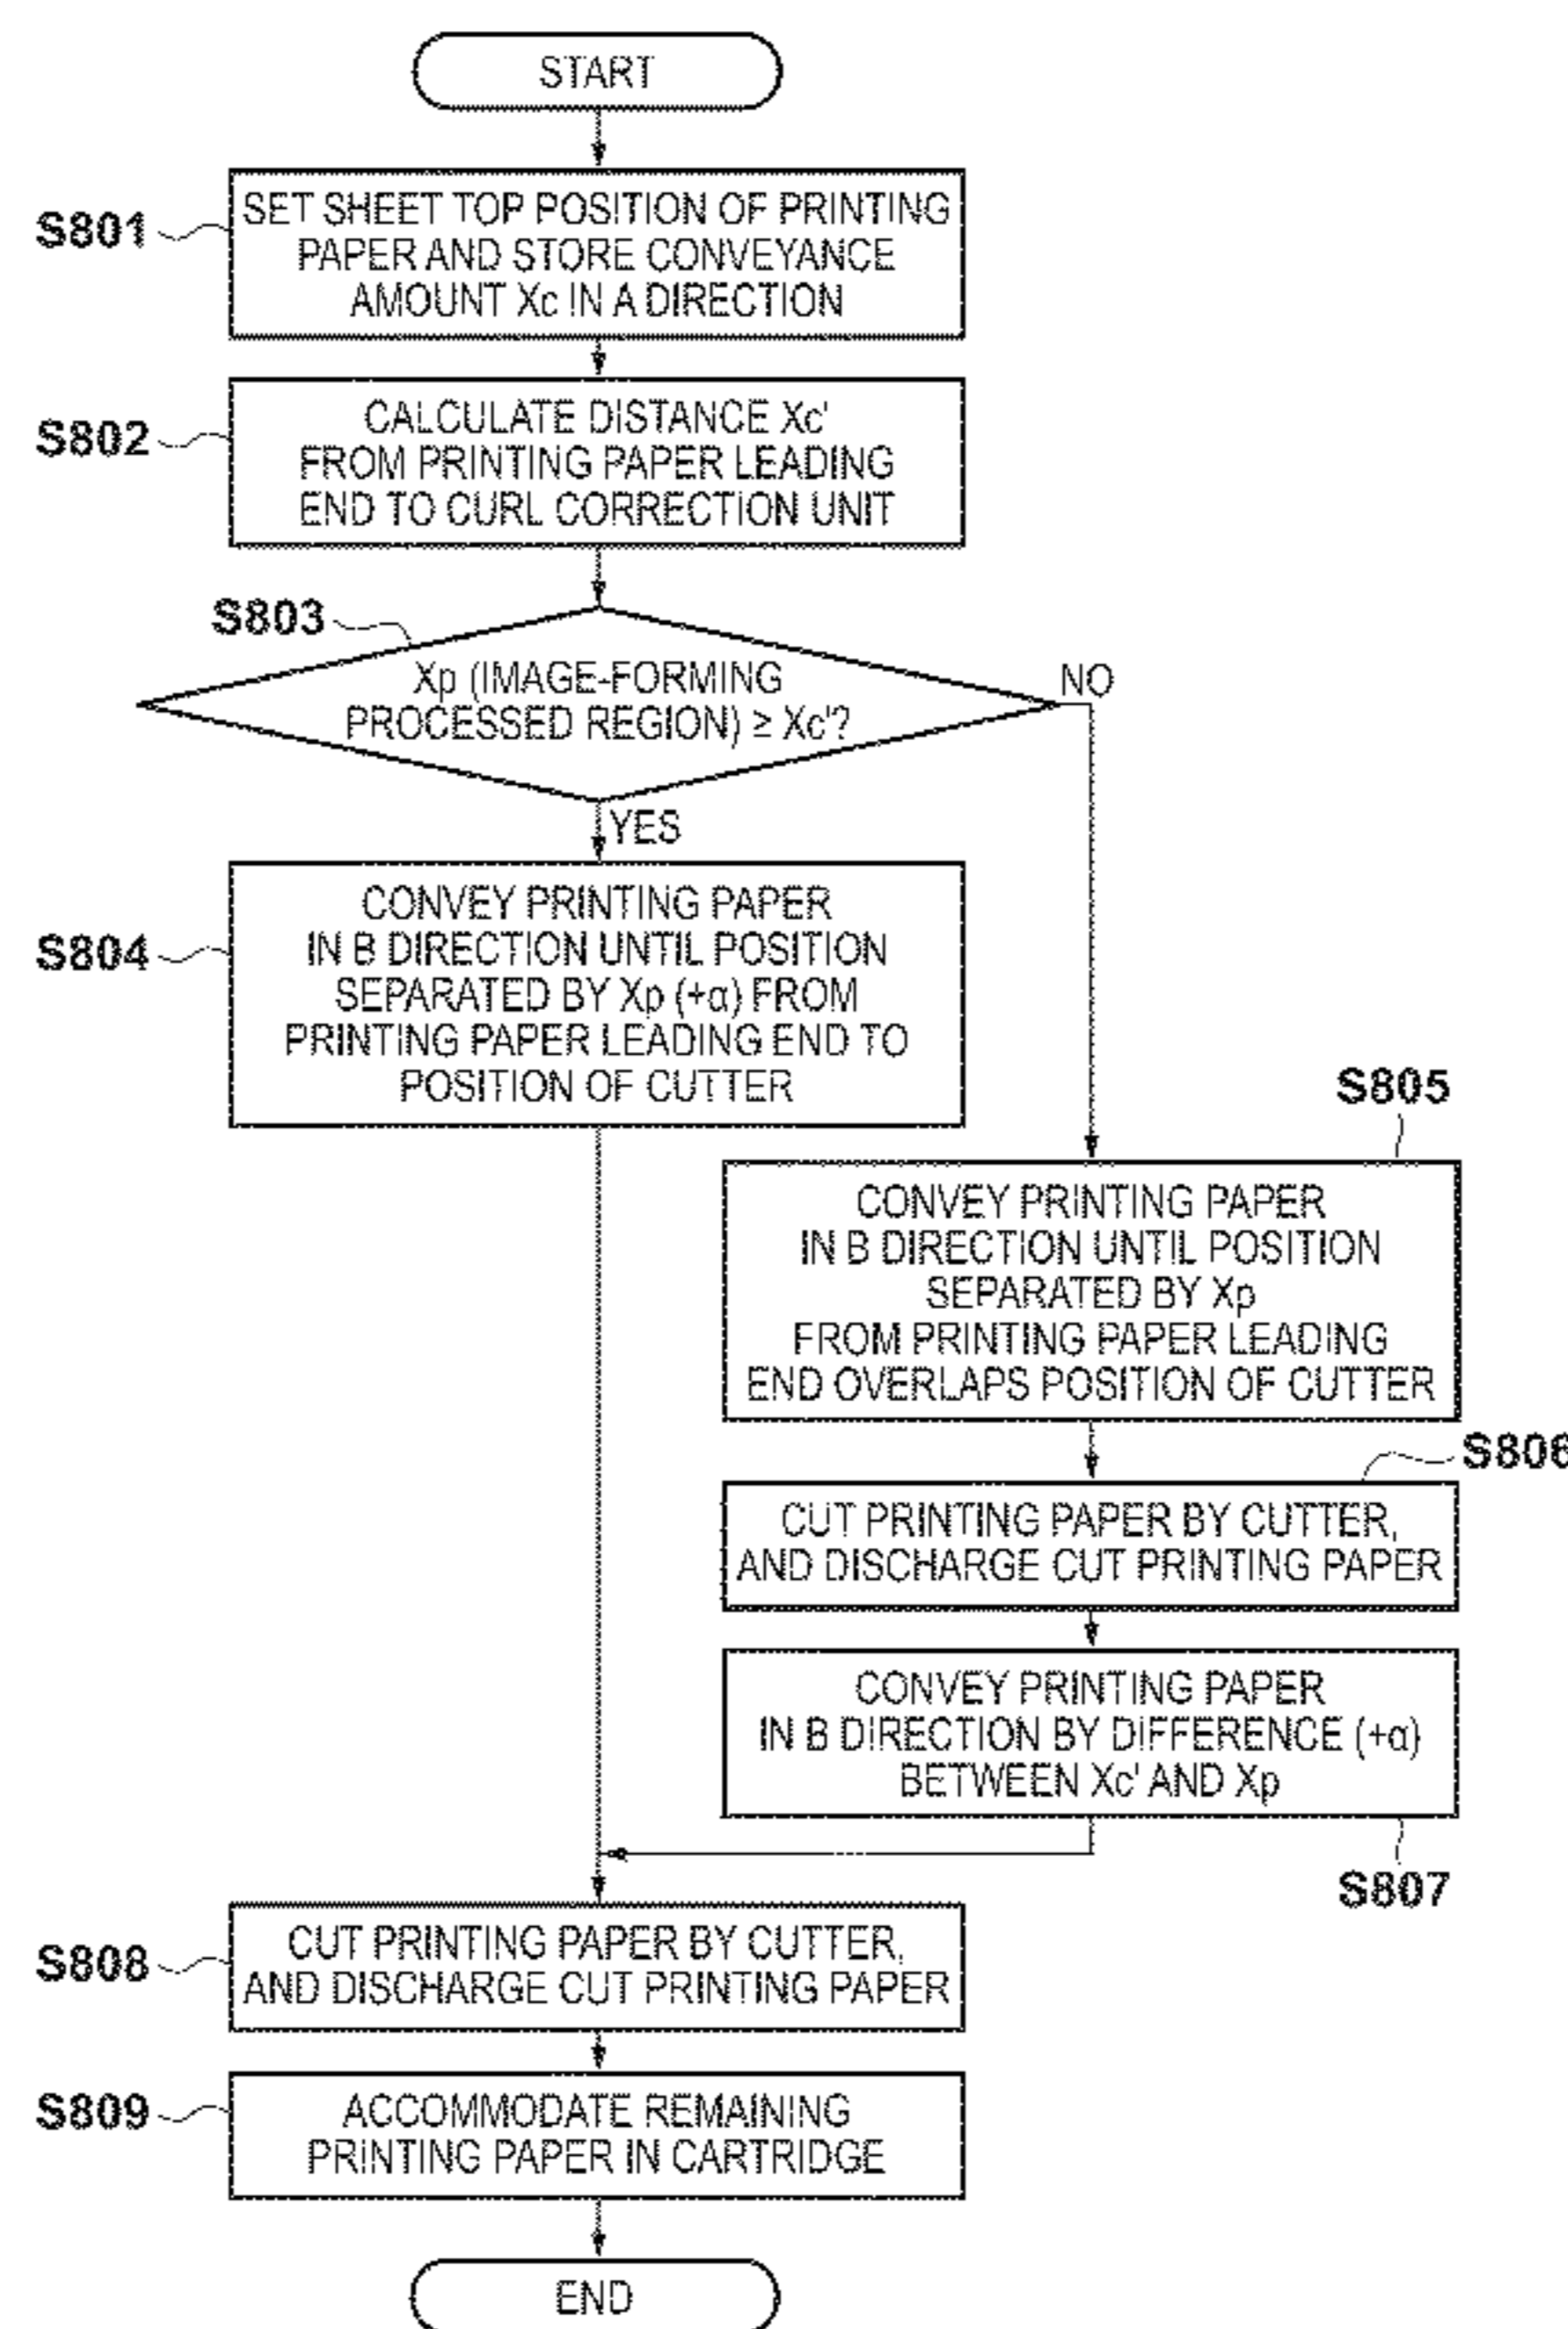 START
S801
SET SHEET TOP POSITION OF PRINTING
PAPER AND STORE CONVEYANCE
AMOUNT Xc IN A DIRECTION
S802
CALCULATE DISTANCE Xc'
FROM PRINTING PAPER LEADING
END TO CURL CORRECTION UNIT
S803
Xp (IMAGE-FORMING
PROCESSED REGION) ≥ Xc'?
NO
YES
S804
CONVEY PRINTING PAPER
IN B DIRECTION UNTIL POSITION
SEPARATED BY Xp (+α) FROM
PRINTING PAPER LEADING END TO
POSITION OF CUTTER
S805
CONVEY PRINTING PAPER
IN B DIRECTION UNTIL POSITION
SEPARATED BY Xp
FROM PRINTING PAPER LEADING
END OVERLAPS POSITION OF CUTTER
S806
CUT PRINTING PAPER BY CUTTER,
AND DISCHARGE CUT PRINTING PAPER
CONVEY PRINTING PAPER
IN B DIRECTION BY DIFFERENCE (+α)
BETWEEN Xc' AND Xp
S807
S808
CUT PRINTING PAPER BY CUTTER,
AND DISCHARGE CUT PRINTING PAPER
S809
ACCOMMODATE REMAINING
PRINTING PAPER IN CARTRIDGE
END